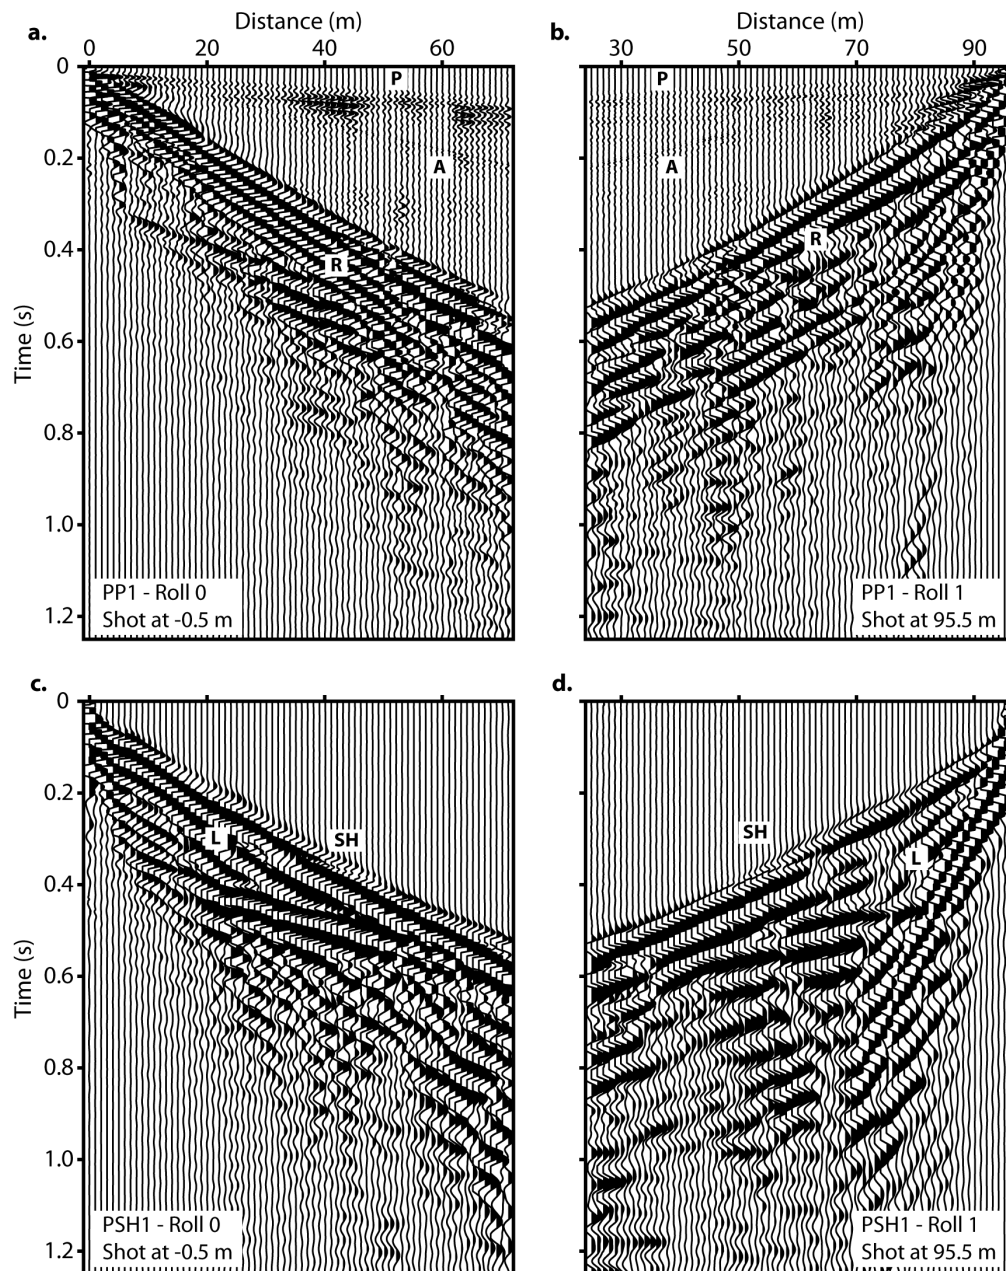 Distance (m)
Distance (m)
a.
b.
0 20 40 60
30 50 70 90
0
0.2
0.4
0.6
0.8
1.0
1.2
Time (s)
P
A
R
PP1 - Roll 0
Shot at -0.5 m
P
A
R
PP1 - Roll 1
Shot at 95.5 m
c.
d.
0
0.2
0.4
0.6
0.8
1.0
1.2
Time (s)
L
SH
PSH1 - Roll 0
Shot at -0.5 m
SH
L
PSH1 - Roll 1
Shot at 95.5 m